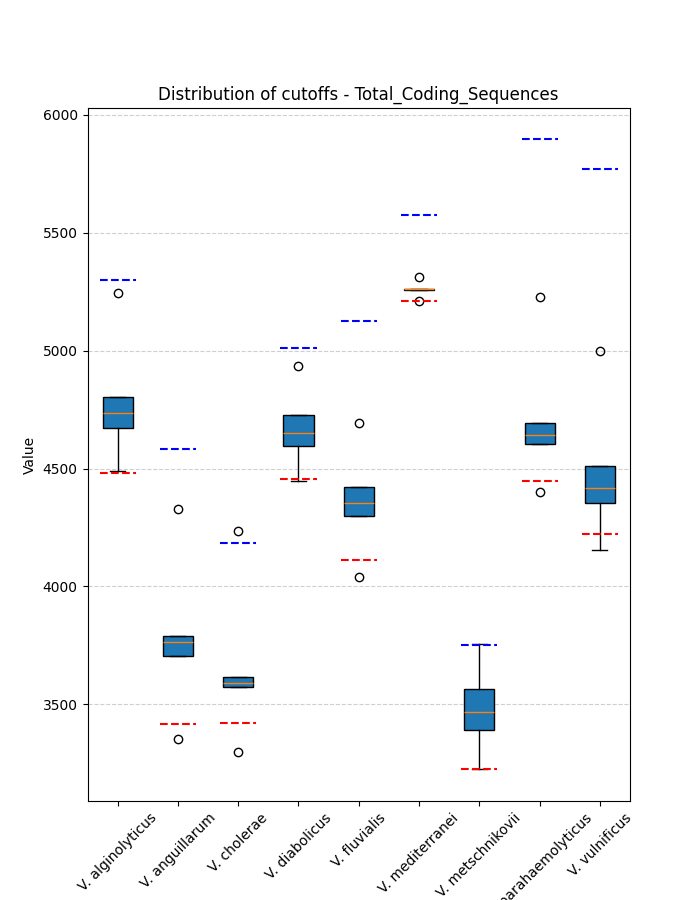 Distribution of cutoffs - Total_Coding_Sequences
Value
6000
5500
5000
4500
4000
3500
V. alginolyticus
V. anguillarum
V. cholerae
V. diabolicus
V. fluvialis
V. mediterranei
V. metschnikovii
parahaemolyticus
V. vulnificus